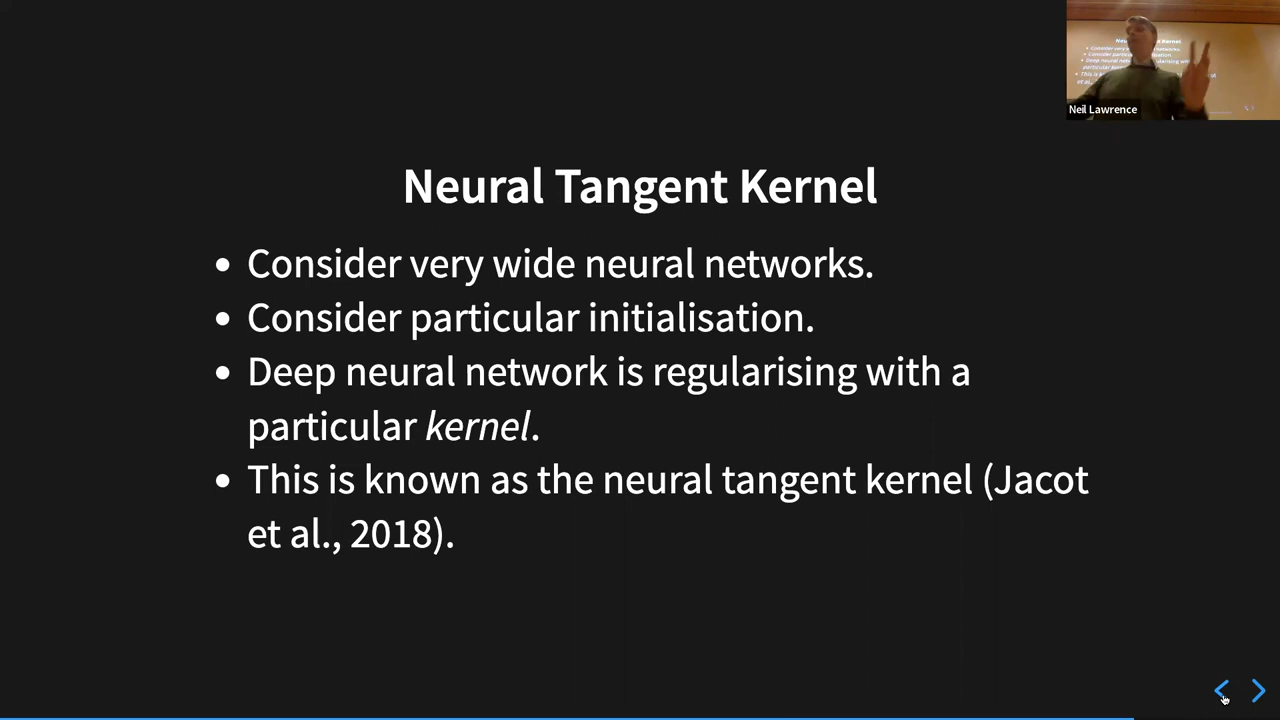 Neil Lawrence
Neural Tangent Kernel
• Consider very wide neural networks.
• Consider particular initialisation.
• Deep neural network is regularising with a
particular kernel.
• This is known as the neural tangent kernel (Jacot
et al., 2018).